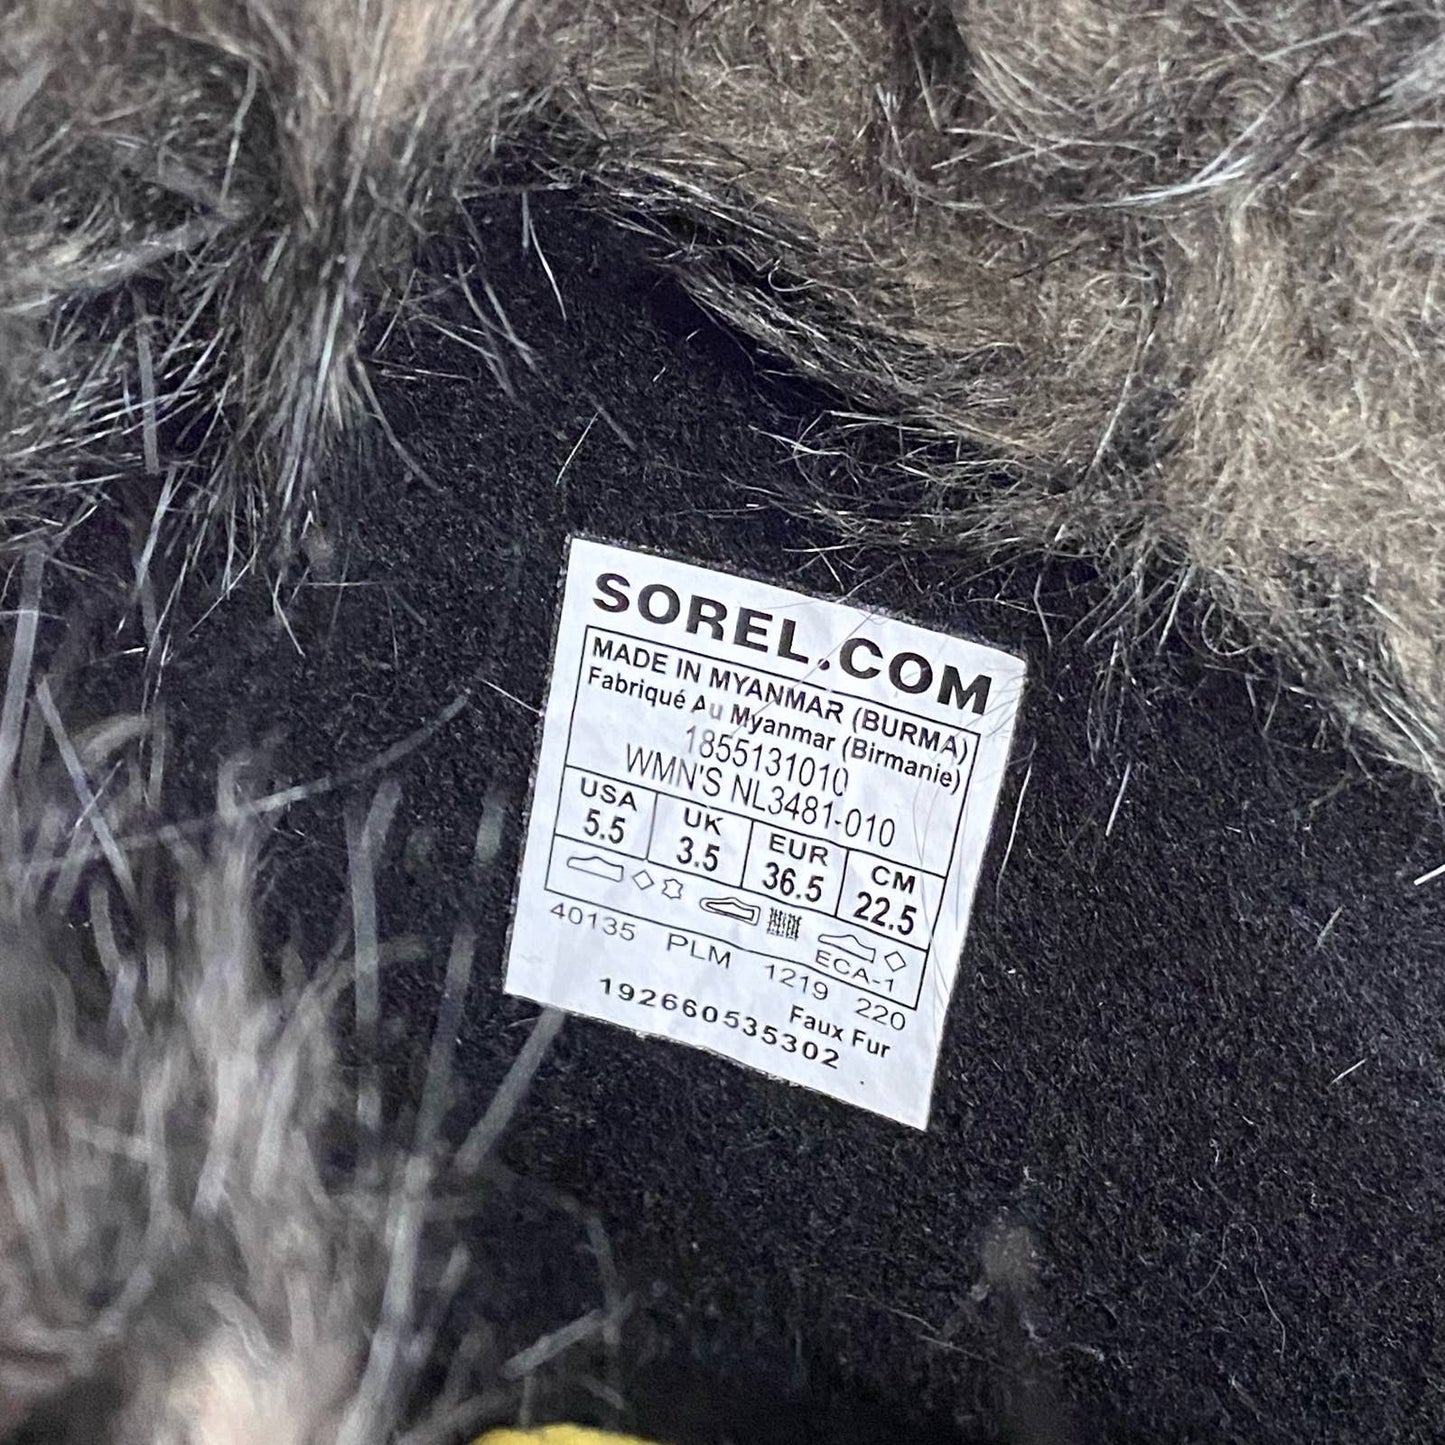 SOREL.COM
MADE IN MYANMAR (BURMA)
Fabriqué Au Myanmar (Birmanie)
1855131010
WMN'S NL3481-010
USA UK EUR CM
5.5 3.5 36.5 22.5
ECA-1
40135 PLM 1219 220
Faux Fur
192660535302